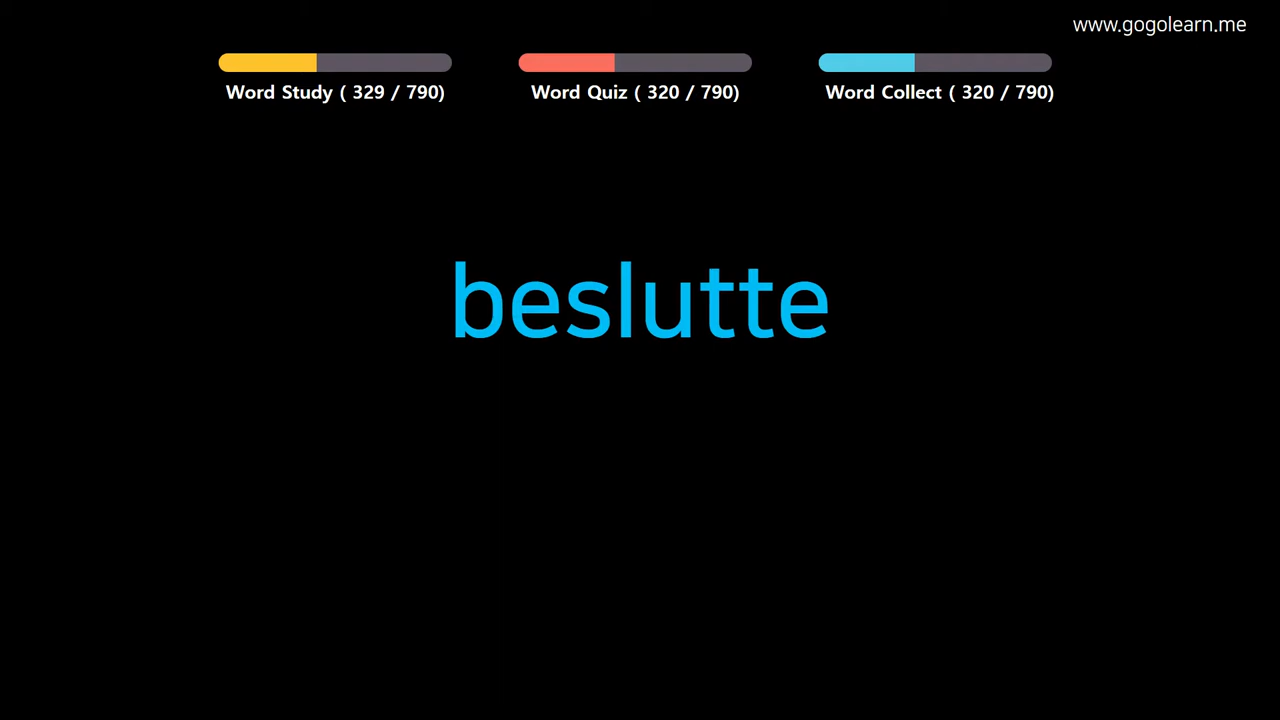 www.gogolearn.me
Word Study ( 329 / 790)
Word Quiz ( 320 / 790)
Word Collect ( 320 / 790)
beslutte